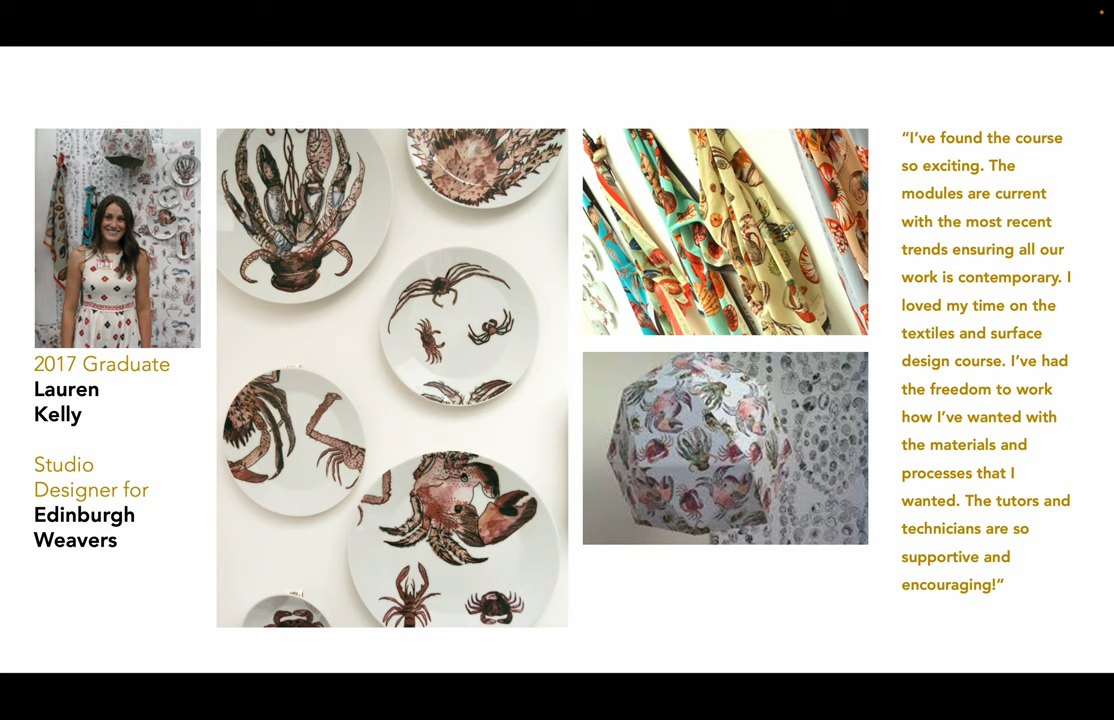 2017 Graduate
Lauren
Kelly
Studio
Designer for
Edinburgh
Weavers
“I’ve found the course
so exciting. The
modules are current
with the most recent
trends ensuring all our
work is contemporary. I
loved my time on the
textiles and surface
design course. I’ve had
the freedom to work
how I’ve wanted with
the materials and
processes that I
wanted. The tutors and
technicians are so
supportive and
encouraging!”